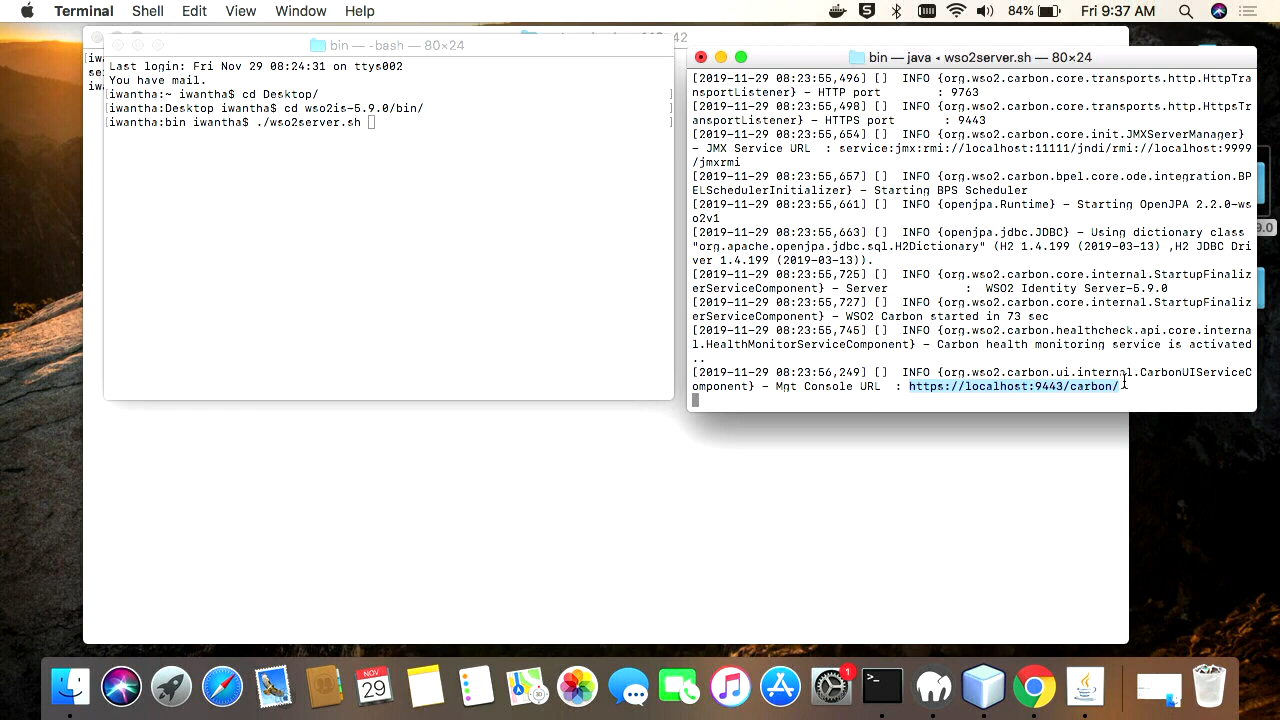 Terminal Shell Edit View Window Help 84% Fri 9:37 AM
bin — -bash — 80×24
Last login: Fri Nov 29 08:24:31 on ttys002
You have mail.
[iwantha:~ iwantha$ cd Desktop/ ]
[iwantha:Desktop iwantha$ cd wso2is-5.9.0/bin/ ]
[iwantha:bin iwantha$ ./wso2server.sh ]
bin — java ◂ wso2server.sh — 80×24
[2019-11-29 08:23:55,496] [] INFO {org.wso2.carbon.core.transports.http.HttpTra
nsportListener} – HTTP port : 9763
[2019-11-29 08:23:55,498] [] INFO {org.wso2.carbon.core.transports.http.HttpsTr
ansportListener} – HTTPS port : 9443
[2019-11-29 08:23:55,654] [] INFO {org.wso2.carbon.core.init.JMXServerManager}
– JMX Service URL : service:jmx:rmi://localhost:11111/jndi/rmi://localhost:9999
/jmxrmi
[2019-11-29 08:23:55,657] [] INFO {org.wso2.carbon.bpel.core.ode.integration.BP
ELSchedulerInitializer} – Starting BPS Scheduler
[2019-11-29 08:23:55,661] [] INFO {openjpa.Runtime} – Starting OpenJPA 2.2.0-ws
o2v1
[2019-11-29 08:23:55,663] [] INFO {openjpa.jdbc.JDBC} – Using dictionary class
"org.apache.openjpa.jdbc.sql.H2Dictionary" (H2 1.4.199 (2019-03-13) ,H2 JDBC Dri
ver 1.4.199 (2019-03-13)).
[2019-11-29 08:23:55,725] [] INFO {org.wso2.carbon.core.internal.StartupFinaliz
erServiceComponent} – Server : WSO2 Identity Server-5.9.0
[2019-11-29 08:23:55,727] [] INFO {org.wso2.carbon.core.internal.StartupFinaliz
erServiceComponent} – WSO2 Carbon started in 73 sec
[2019-11-29 08:23:55,745] [] INFO {org.wso2.carbon.healthcheck.api.core.interna
l.HealthMonitorServiceComponent} – Carbon health monitoring service is activated
..
[2019-11-29 08:23:56,249] [] INFO {org.wso2.carbon.ui.internal.CarbonUIServiceC
omponent} – Mgt Console URL : https://localhost:9443/carbon/
NOV
29
1